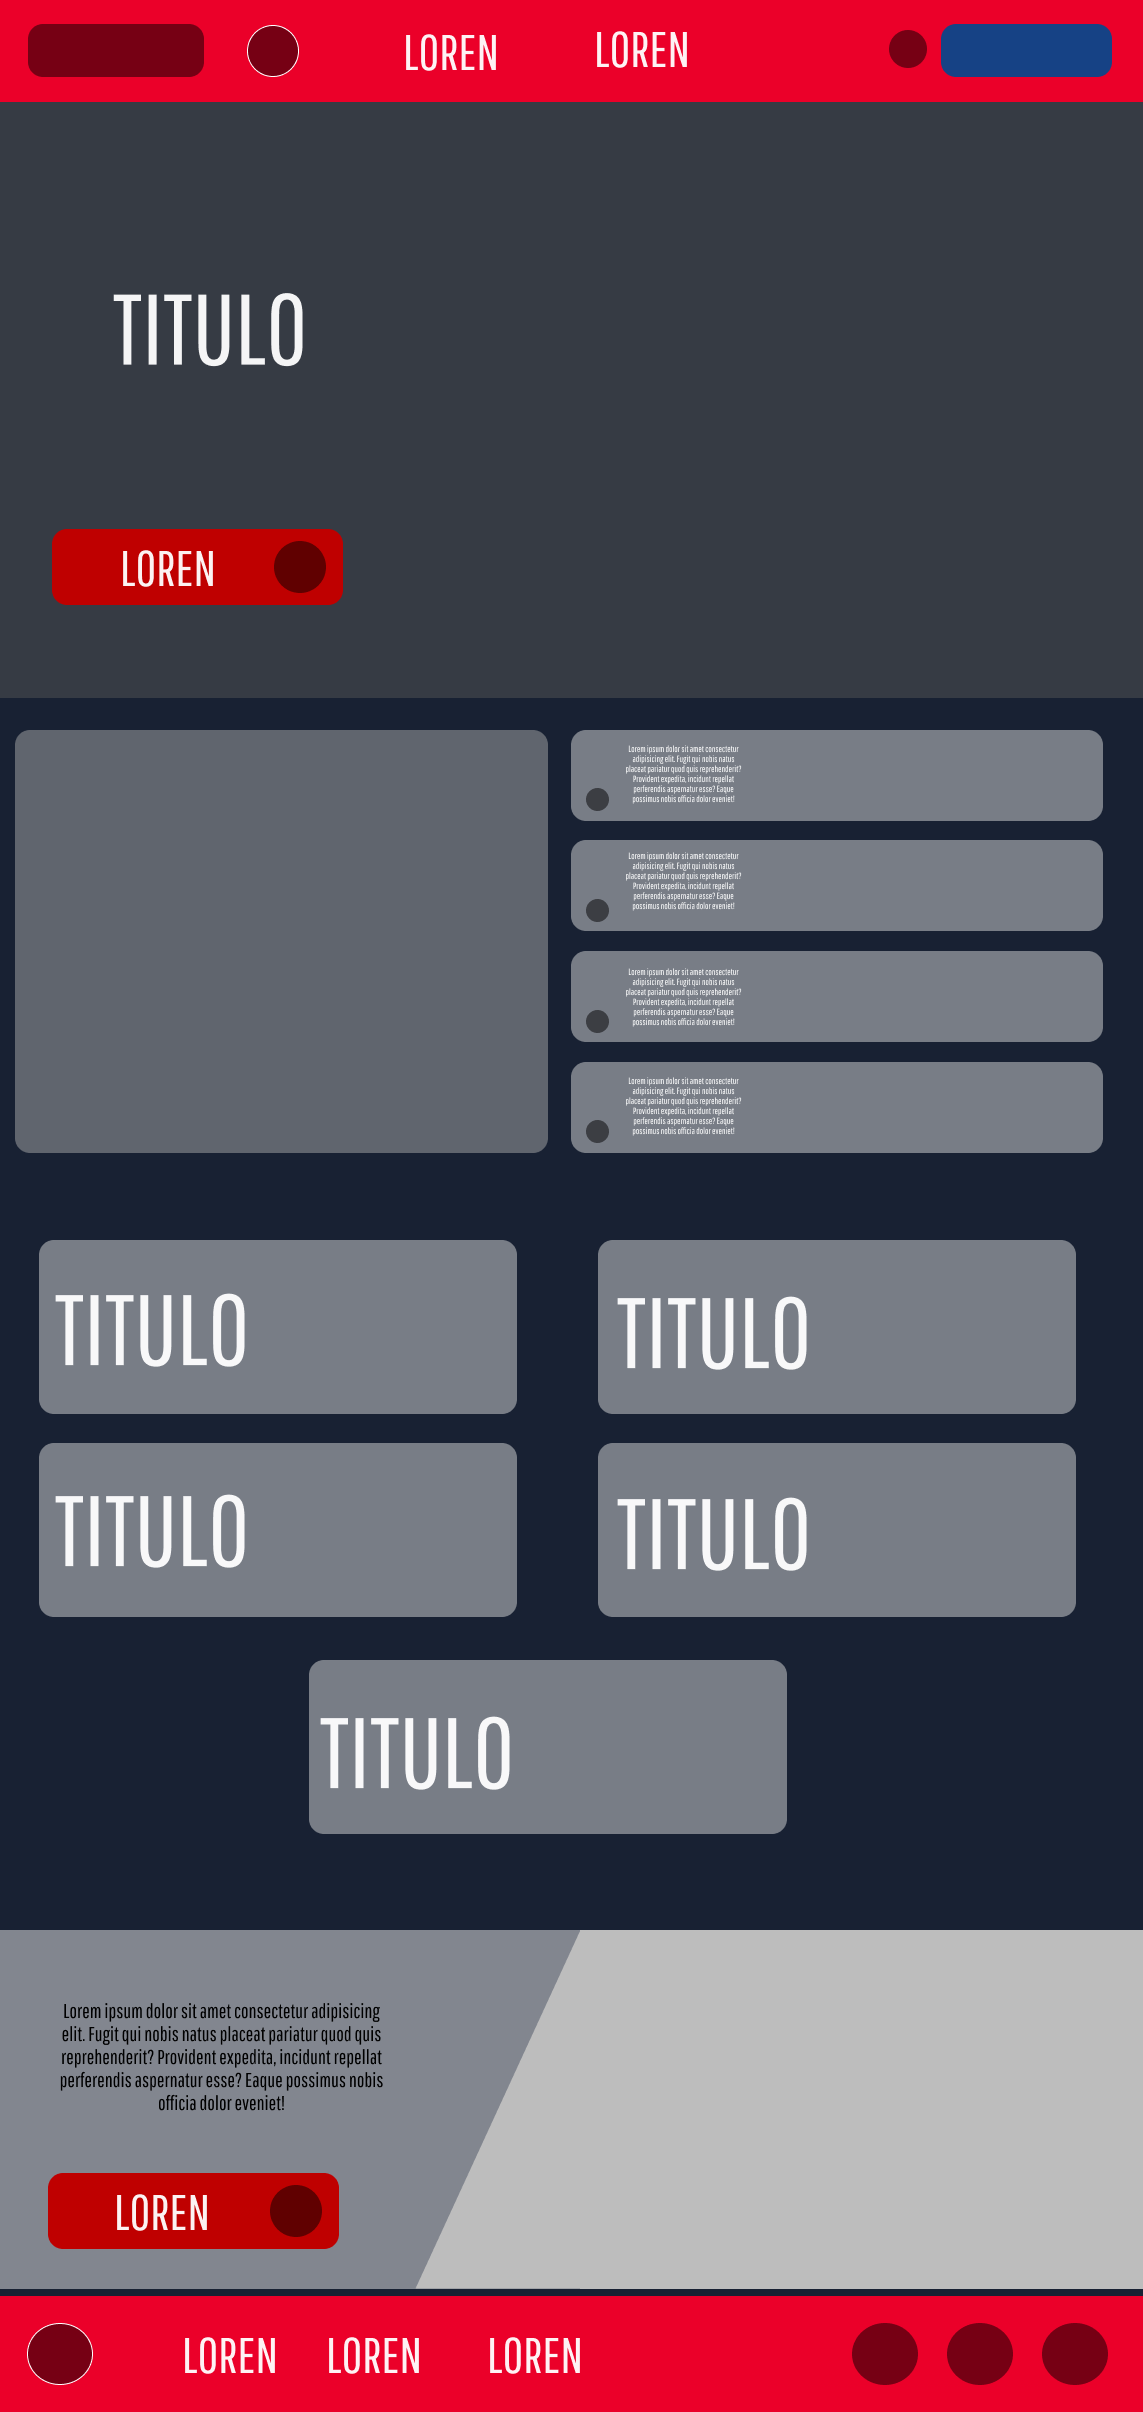 LOREN
LOREN
TITULO
LOREN
Lorem ipsum dolor sit amet consectetur
adipisicing elit. Fugit qui nobis natus
placeat pariatur quod quis reprehenderit?
Provident expedita, incidunt repellat
perferendis aspernatur esse? Eaque
possimus nobis officia dolor eveniet!
Lorem ipsum dolor sit amet consectetur
adipisicing elit. Fugit qui nobis natus
placeat pariatur quod quis reprehenderit?
Provident expedita, incidunt repellat
perferendis aspernatur esse? Eaque
possimus nobis officia dolor eveniet!
Lorem ipsum dolor sit amet consectetur
adipisicing elit. Fugit qui nobis natus
placeat pariatur quod quis reprehenderit?
Provident expedita, incidunt repellat
perferendis aspernatur esse? Eaque
possimus nobis officia dolor eveniet!
Lorem ipsum dolor sit amet consectetur
adipisicing elit. Fugit qui nobis natus
placeat pariatur quod quis reprehenderit?
Provident expedita, incidunt repellat
perferendis aspernatur esse? Eaque
possimus nobis officia dolor eveniet!
TITULO
TITULO
TITULO
TITULO
TITULO
Lorem ipsum dolor sit amet consectetur adipisicing
elit. Fugit qui nobis natus placeat pariatur quod quis
reprehenderit? Provident expedita, incidunt repellat
perferendis aspernatur esse? Eaque possimus nobis
officia dolor eveniet!
LOREN
LOREN
LOREN
LOREN